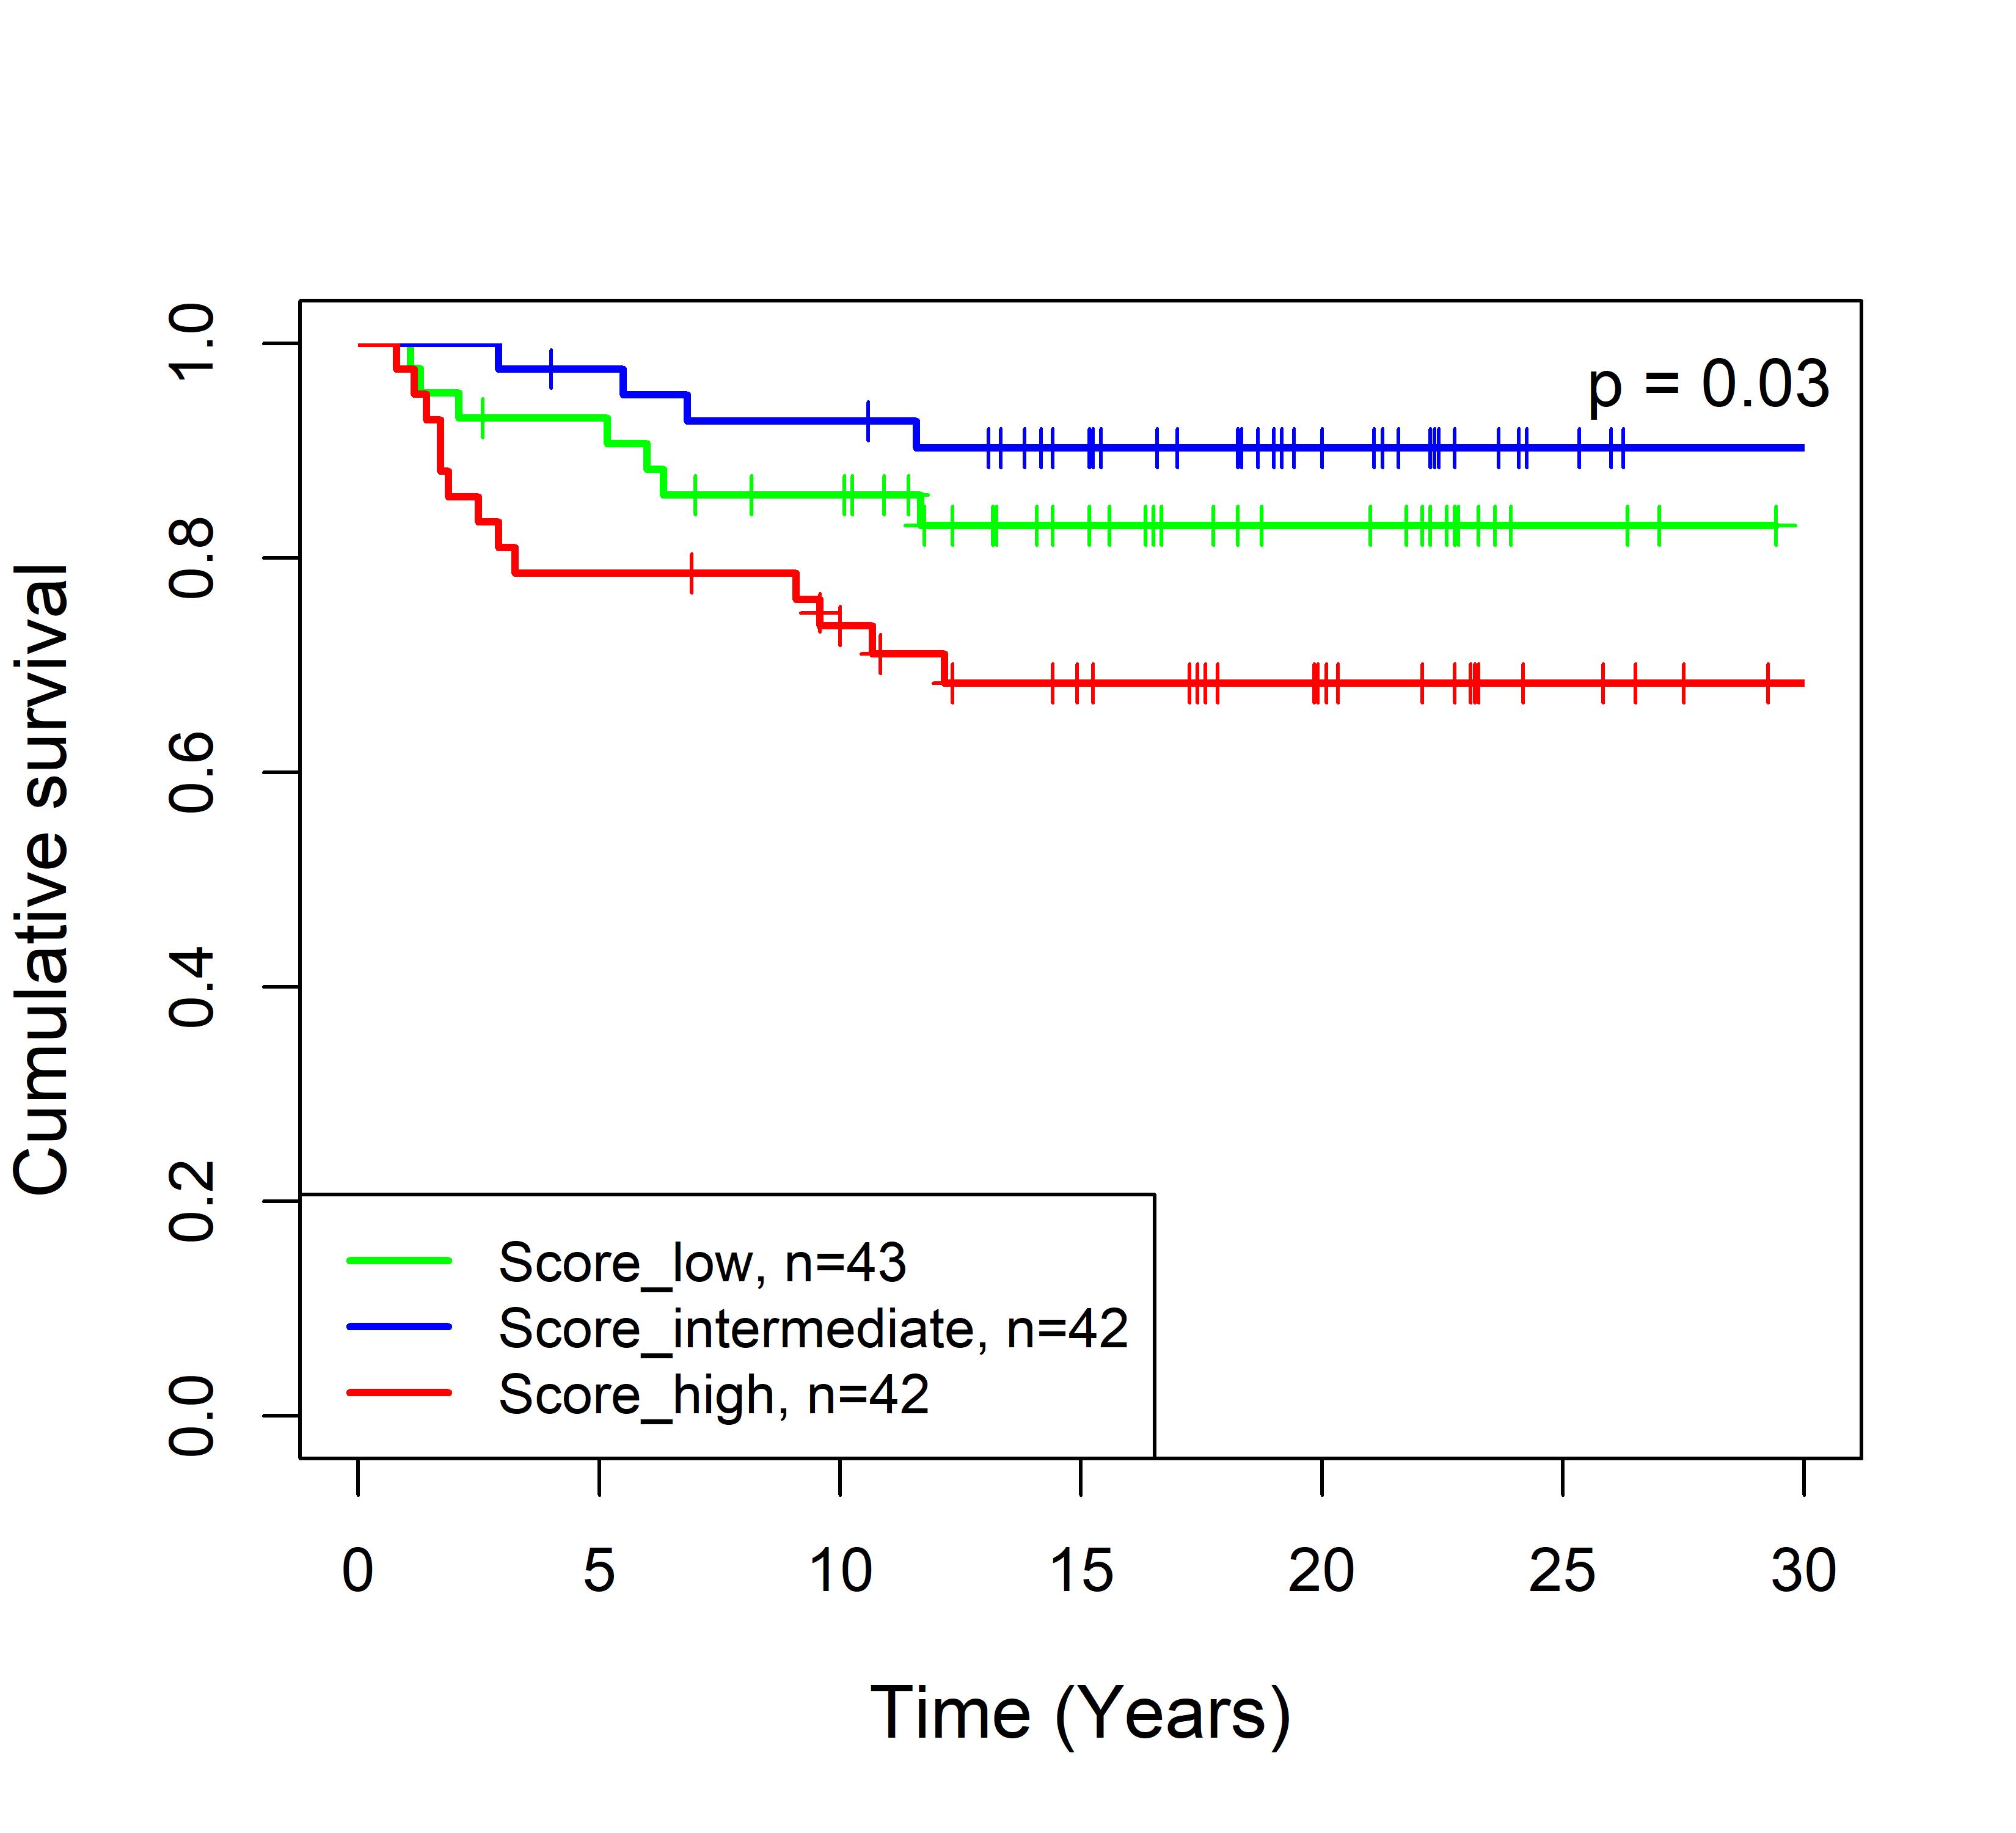 Cumulative survival
1.0
0.8
0.6
0.4
0.2
0.0
p = 0.03
Score_low, n=43
Score_intermediate, n=42
Score_high, n=42
0 5 10 15 20 25 30
Time (Years)